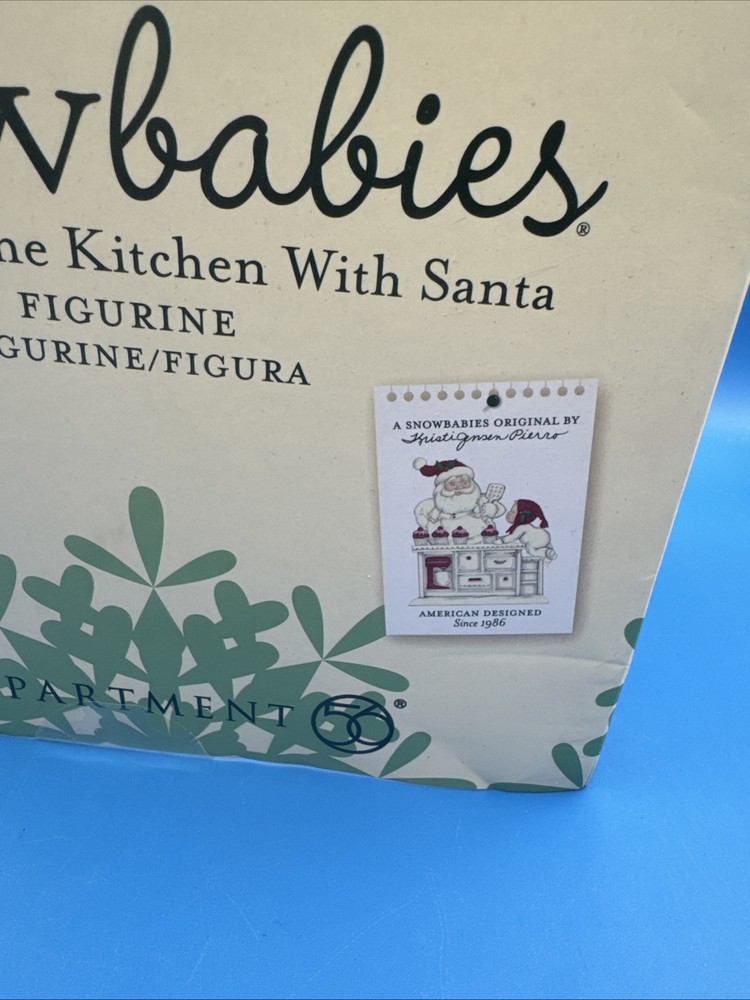 wbabies®
ne Kitchen With Santa
FIGURINE
GURINE/FIGURA
A SNOWBABIES ORIGINAL BY
Kristi Jensen Pierro
AMERICAN DESIGNED
Since 1986
PARTMENT 56®